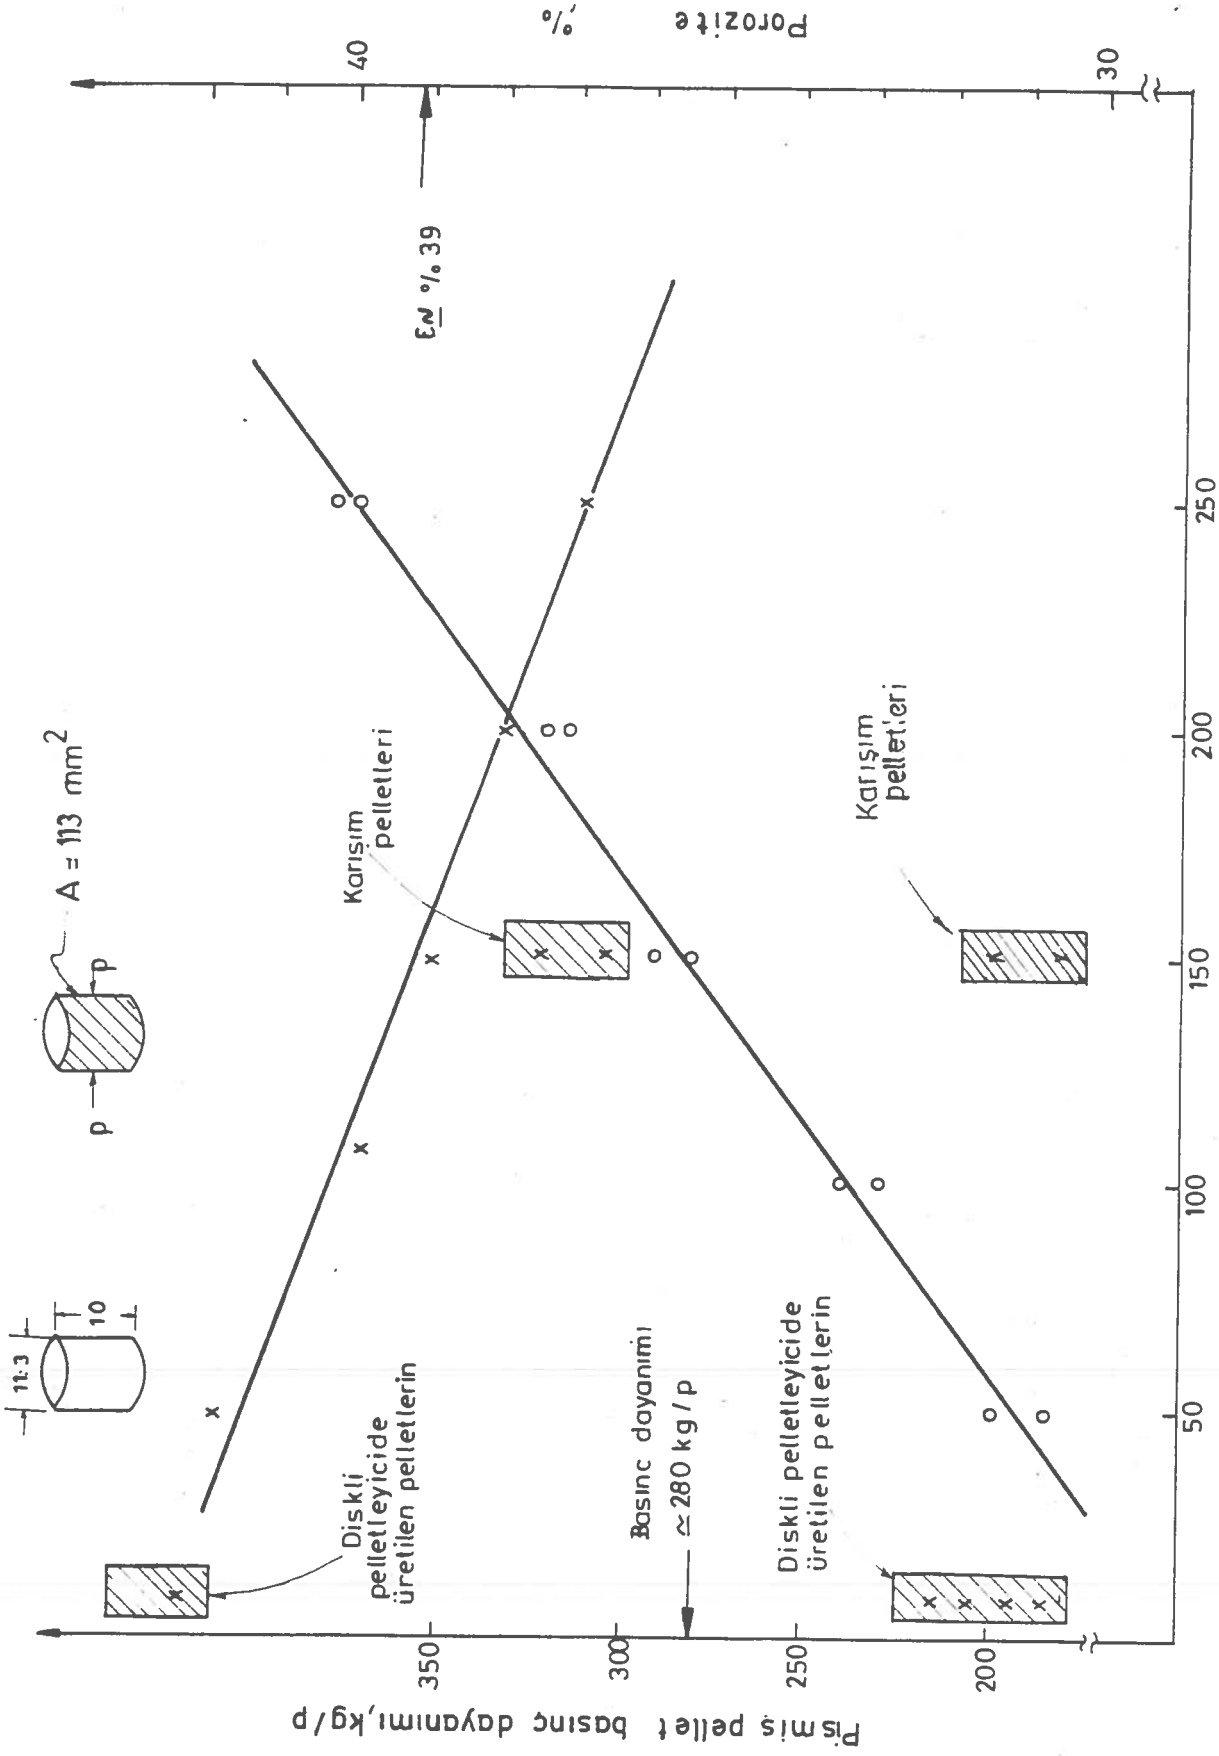 Pişmiş pellet basınç dayanımı, kg/p
350
300
250
200
50
100
150
200
250
Porozite %
40
30
11.3
10
P
P
A = 113 mm²
Diskli
pelletleyicide
üretilen pelletlerin
Karışım
pelletleri
Basınc dayanımı
≃ 280 kg / p
Diskli pelletleyicide
üretilen pelletlerin
Karışım
pelletleri
% 39